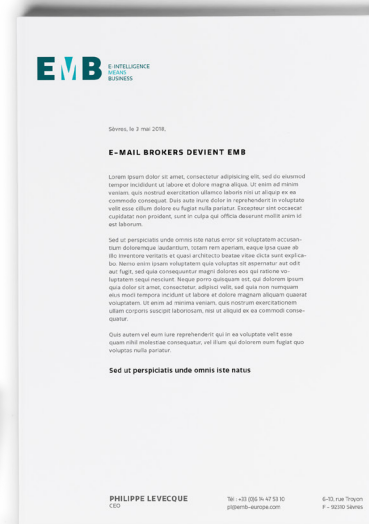 EMB
E-INTELLIGENCE
MEANS
BUSINESS
Sèvres, le 3 mai 2018,
E-MAIL BROKERS DEVIENT EMB
Lorem ipsum dolor sit amet, consectetur adipiscing elit, sed do eiusmod
tempor incididunt ut labore et dolore magna aliqua. Ut enim ad minim
veniam, quis nostrud exercitation ullamco laboris nisi ut aliquip ex ea
commodo consequat. Duis aute irure dolor in reprehenderit in voluptate
velit esse cillum dolore eu fugiat nulla pariatur. Excepteur sint occaecat
cupidatat non proident, sunt in culpa qui officia deserunt mollit anim id
est laborum.
Sed ut perspiciatis unde omnis iste natus error sit voluptatem accusan-
tium doloremque laudantium, totam rem aperiam, eaque ipsa quae ab
illo inventore veritatis et quasi architecto beatae vitae dicta sunt explica-
bo. Nemo enim ipsam voluptatem quia voluptas sit aspernatur aut odit
aut fugit, sed quia consequuntur magni dolores eos qui ratione vo-
luptatem sequi nesciunt. Neque porro quisquam est, qui dolorem ipsum
quia dolor sit amet, consectetur, adipisci velit, sed quia non numquam
eius modi tempora incidunt ut labore et dolore magnam aliquam quaerat
voluptatem. Ut enim ad minima veniam, quis nostrum exercitationem
ullam corporis suscipit laboriosam, nisi ut aliquid ex ea commodi conse-
quatur.
Quis autem vel eum iure reprehenderit qui in ea voluptate velit esse
quam nihil molestiae consequatur, vel illum qui dolorem eum fugiat quo
voluptas nulla pariatur.
Sed ut perspiciatis unde omnis iste natus
PHILIPPE LEVECQUE
CEO
Tél : +33 (0)6 14 47 53 10
pl@emb-europe.com
6-10, rue Troyon
F - 92310 Sèvres